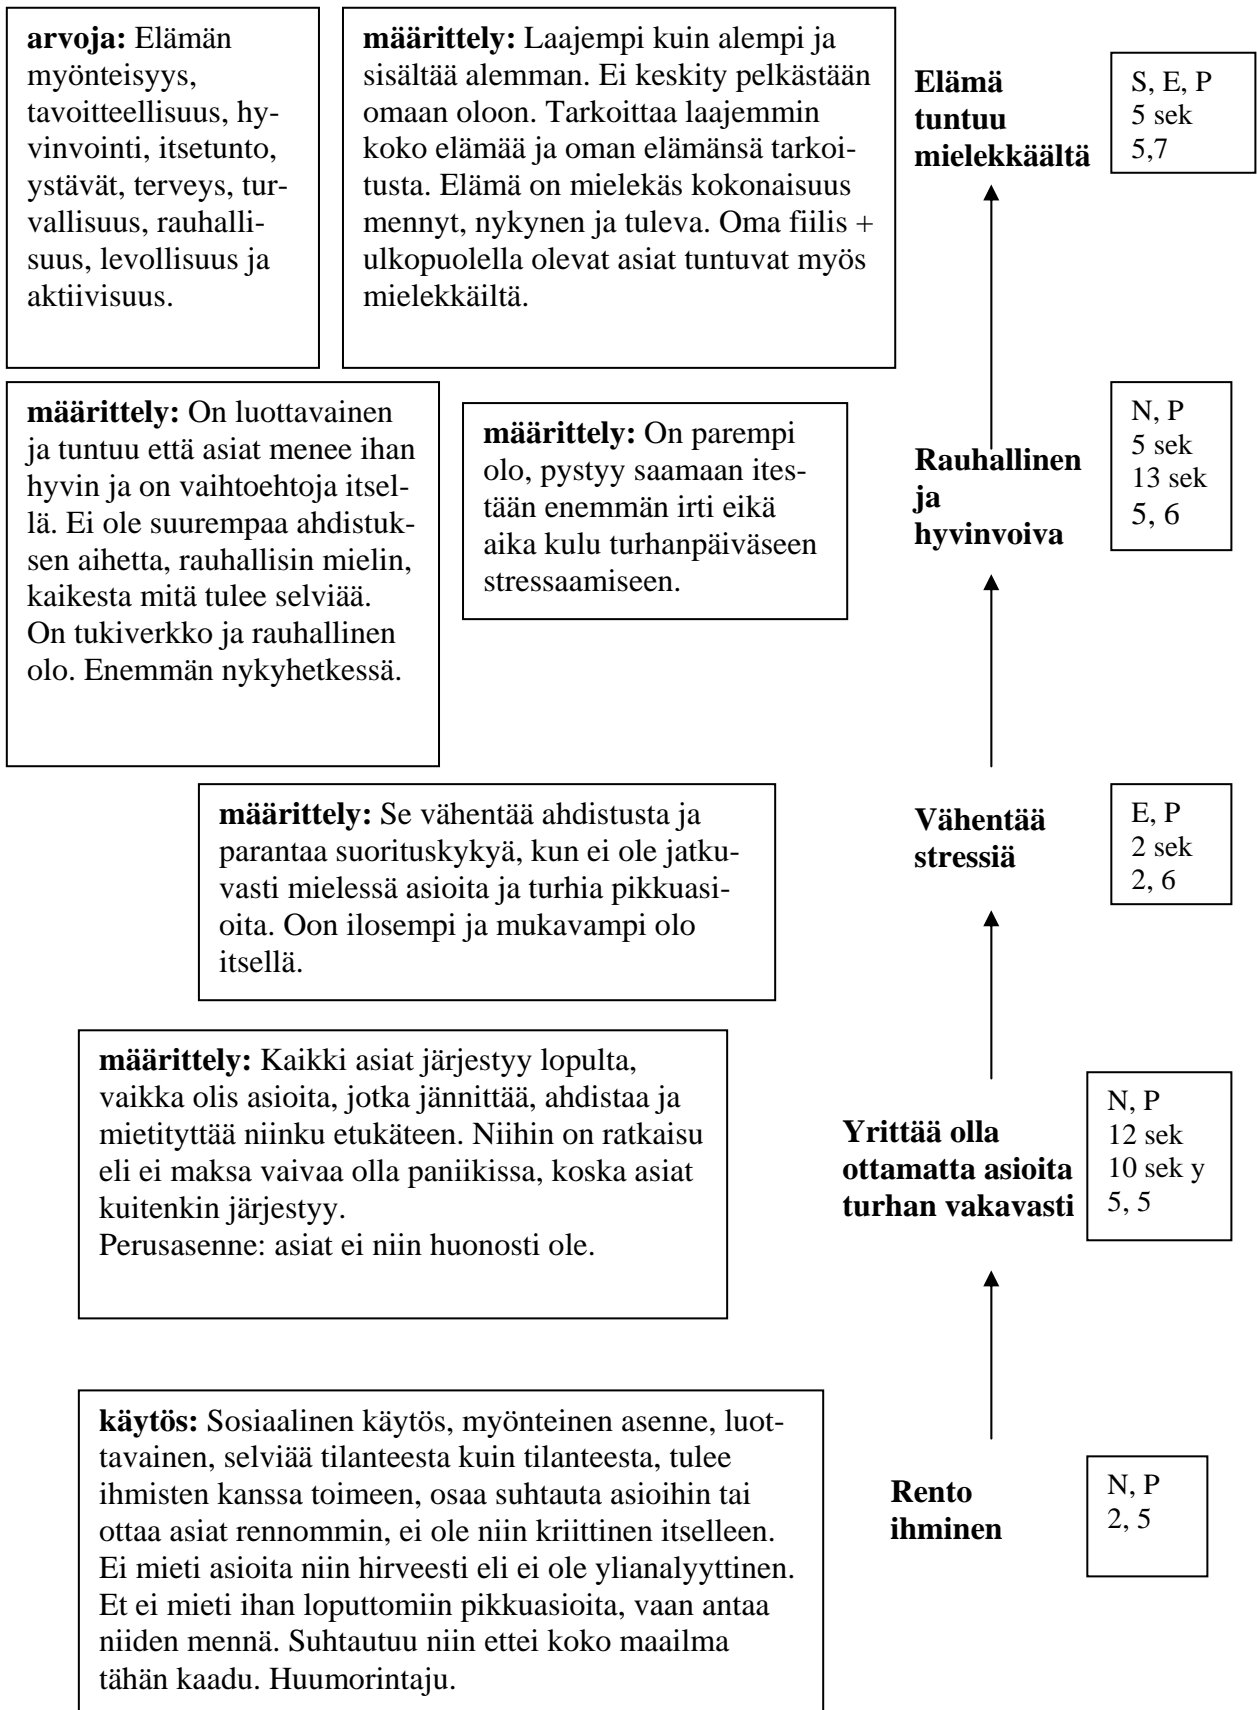 arvoja: Elämän
myönteisyys,
tavoitteellisuus, hy-
vinvointi, itsetunto,
ystävät, terveys, tur-
vallisuus, rauhalli-
suus, levollisuus ja
aktiivisuus.
määrittely: Laajempi kuin alempi ja
sisältää alemman. Ei keskity pelkästään
omaan oloon. Tarkoittaa laajemmin
koko elämää ja oman elämänsä tarkoi-
tusta. Elämä on mielekäs kokonaisuus
mennyt, nykynen ja tuleva. Oma fiilis +
ulkopuolella olevat asiat tuntuvat myös
mielekkäiltä.
Elämä
tuntuu
mielekkäältä
S, E, P
5 sek
5,7
määrittely: On luottavainen
ja tuntuu että asiat menee ihan
hyvin ja on vaihtoehtoja itsel-
lä. Ei ole suurempaa ahdistuk-
sen aihetta, rauhallisin mielin,
kaikesta mitä tulee selviää.
On tukiverkko ja rauhallinen
olo. Enemmän nykyhetkessä.
määrittely: On parempi
olo, pystyy saamaan ites-
tään enemmän irti eikä
aika kulu turhanpäiväseen
stressaamiseen.
Rauhallinen
ja
hyvinvoiva
N, P
5 sek
13 sek
5, 6
määrittely: Se vähentää ahdistusta ja
parantaa suorituskykyä, kun ei ole jatku-
vasti mielessä asioita ja turhia pikkuasi-
oita. Oon ilosempi ja mukavampi olo
itsellä.
Vähentää
stressiä
E, P
2 sek
2, 6
määrittely: Kaikki asiat järjestyy lopulta,
vaikka olis asioita, jotka jännittää, ahdistaa ja
mietityttää niinku etukäteen. Niihin on ratkaisu
eli ei maksa vaivaa olla paniikissa, koska asiat
kuitenkin järjestyy.
Perusasenne: asiat ei niin huonosti ole.
Yrittää olla
ottamatta asioita
turhan vakavasti
N, P
12 sek
10 sek y
5, 5
käytös: Sosiaalinen käytös, myönteinen asenne, luot-
tavainen, selviää tilanteesta kuin tilanteesta, tulee
ihmisten kanssa toimeen, osaa suhtauta asioihin tai
ottaa asiat rennommin, ei ole niin kriittinen itselleen.
Ei mieti asioita niin hirveesti eli ei ole ylianalyyttinen.
Et ei mieti ihan loputtomiin pikkuasioita, vaan antaa
niiden mennä. Suhtautuu niin ettei koko maailma
tähän kaadu. Huumorintaju.
Rento
ihminen
N, P
2, 5